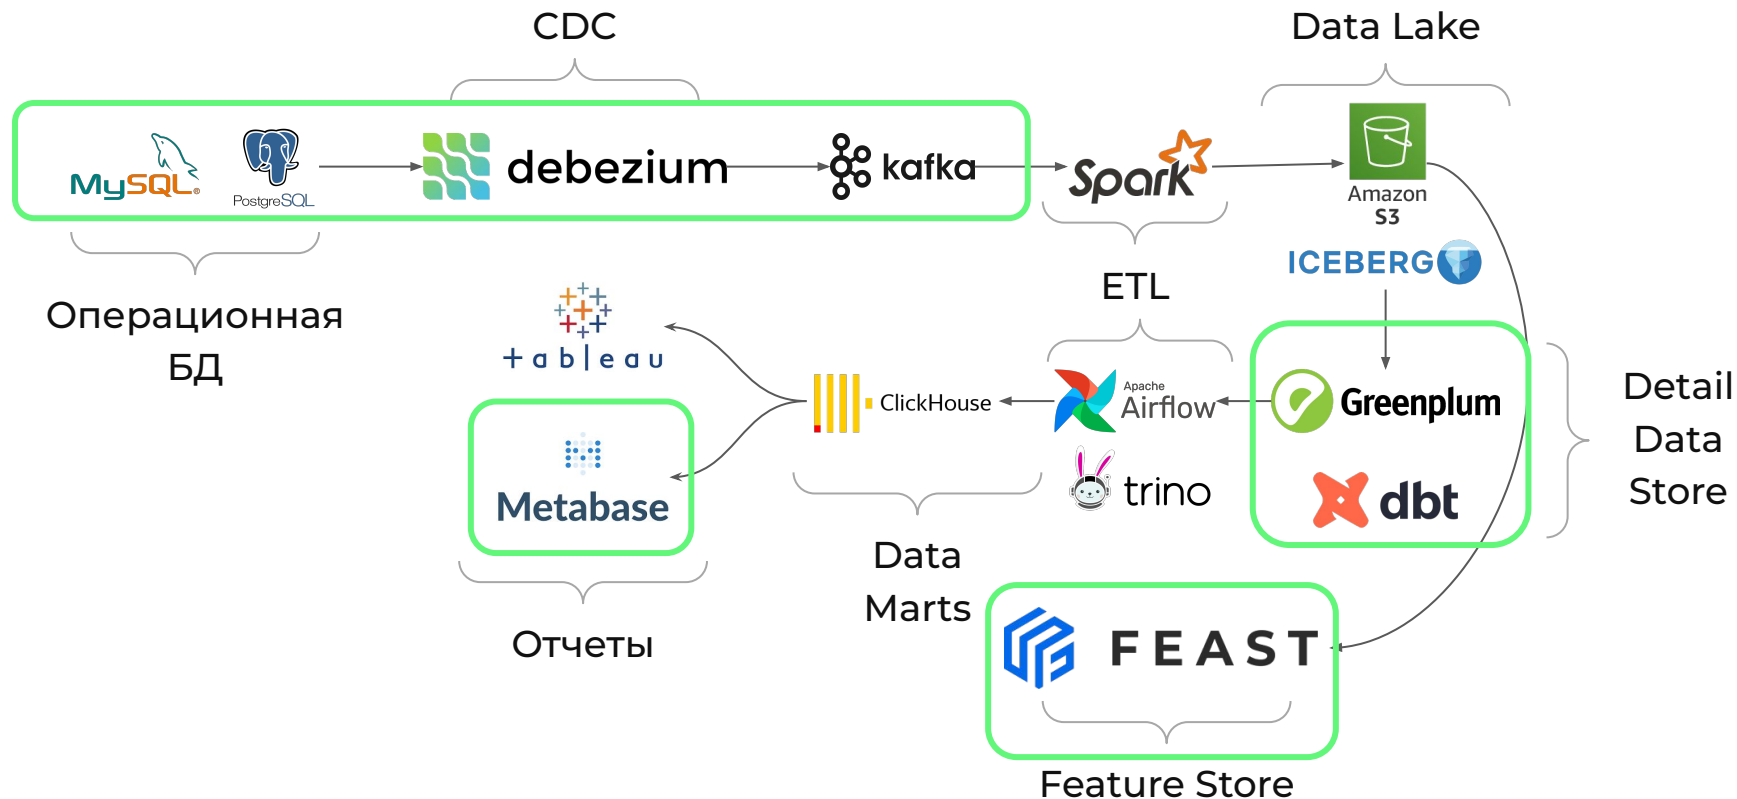 CDC
Data Lake
MySQL®
PostgreSQL
debezium
kafka
Spark
Amazon
S3
ICEBERG
Операционная
БД
ETL
+ableau
Metabase
Отчеты
ClickHouse
Data
Marts
Apache
Airflow
trino
Greenplum
dbt
Detail
Data
Store
FEAST
Feature Store